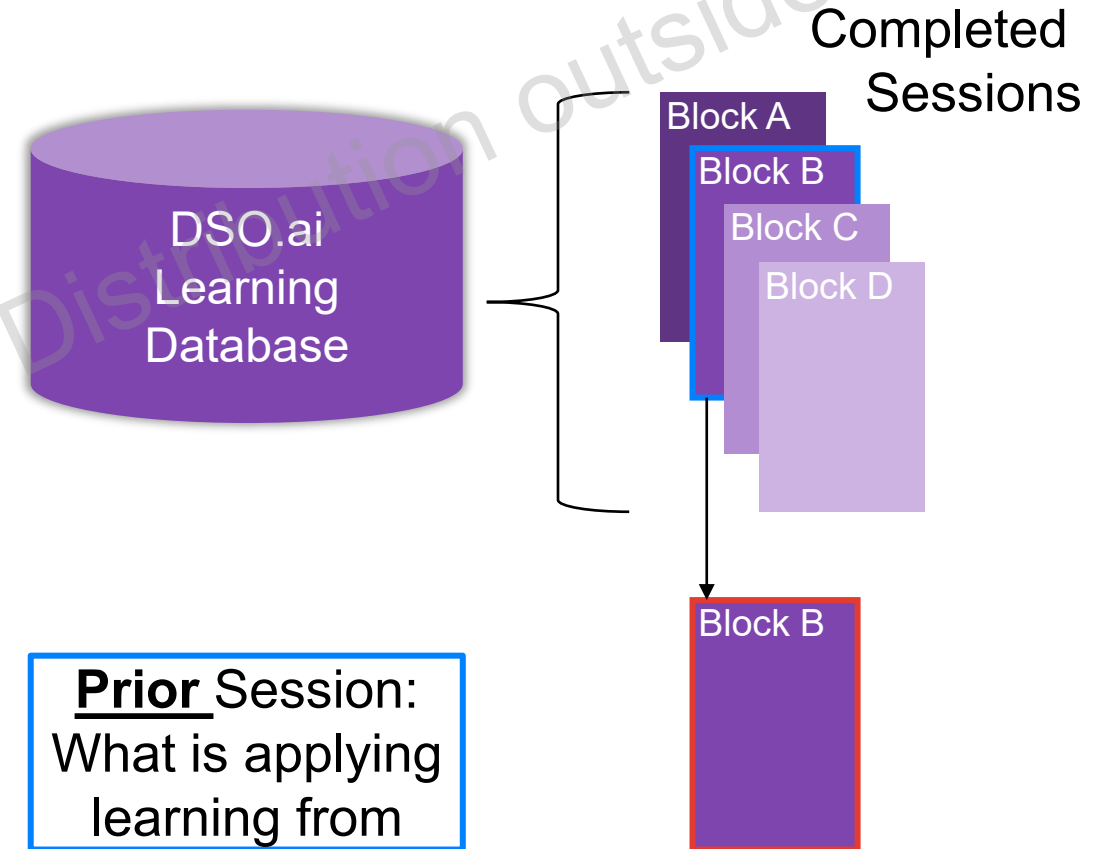 Completed
Sessions
Distribution outside
DSO.ai
Learning
Database
Block A
Block B
Block C
Block D
Block B
Prior Session:
What is applying
learning from